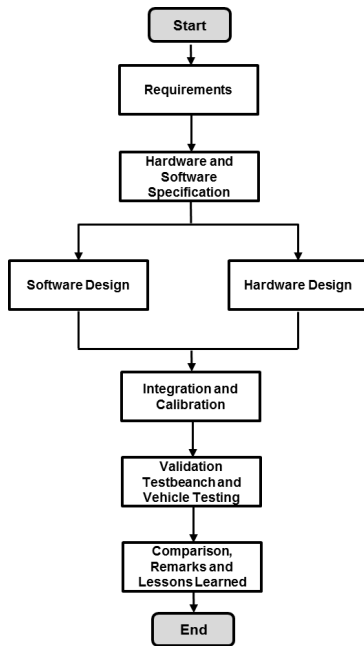 Start
Requirements
Hardware and
Software
Specification
Software Design
Hardware Design
Integration and
Calibration
Validation
Testbeanch and
Vehicle Testing
Comparison,
Remarks and
Lessons Learned
End